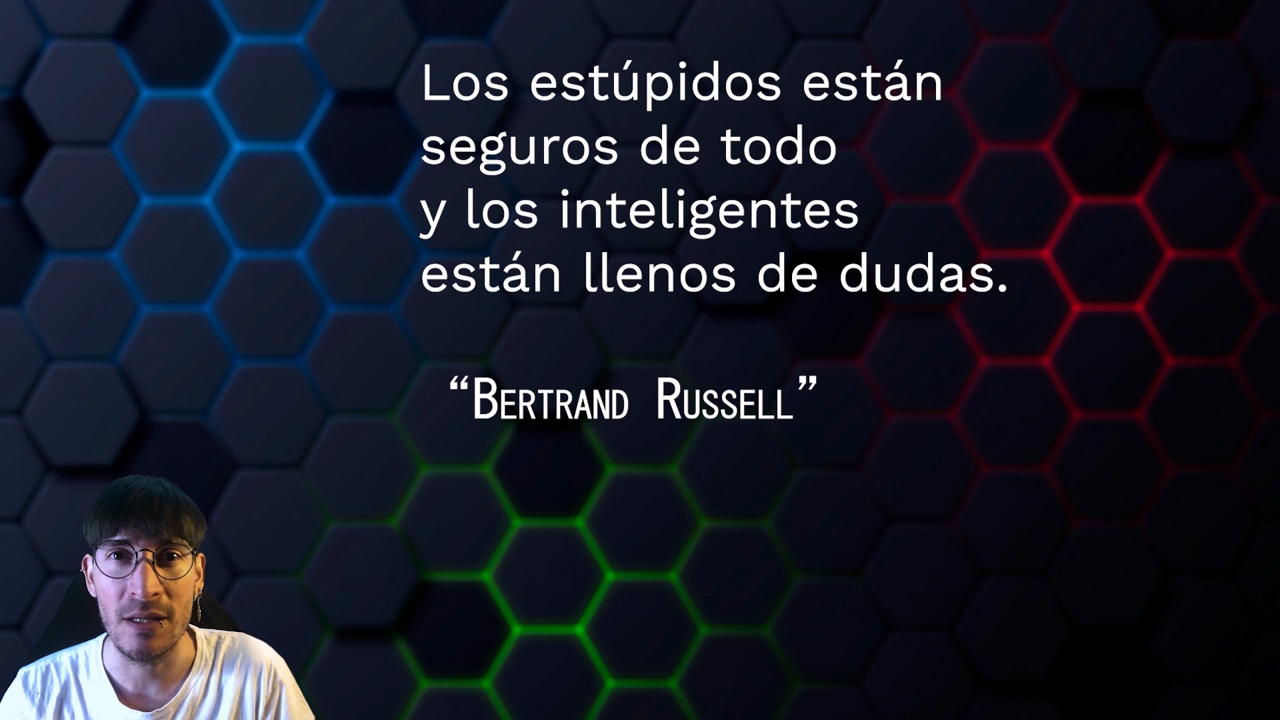 Los estúpidos están
seguros de todo
y los inteligentes
están llenos de dudas.
“Bertrand Russell”